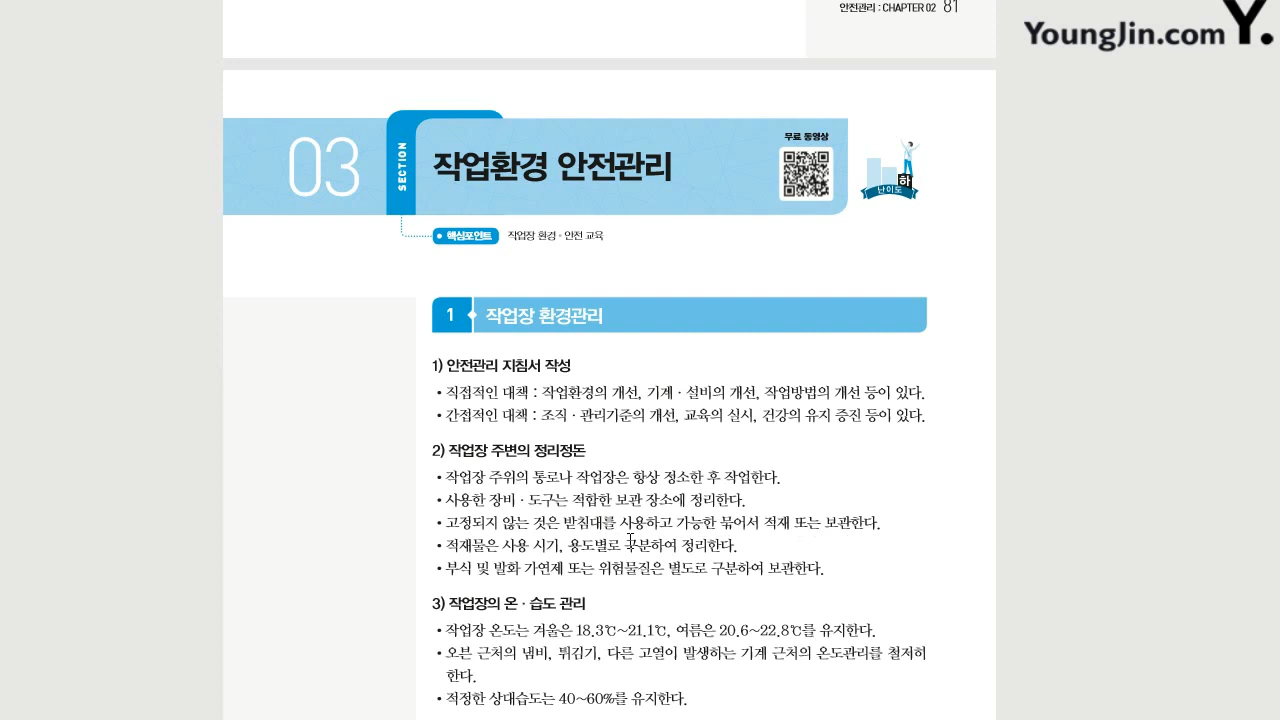 안전관리 : CHAPTER 02 81
YoungJin.com Y.
03
SECTION
작업환경 안전관리
무료 동영상
하
난이도
핵심포인트 작업장 환경 · 안전 교육
1 작업장 환경관리
1) 안전관리 지침서 작성
• 직접적인 대책 : 작업환경의 개선, 기계 · 설비의 개선, 작업방법의 개선 등이 있다.
• 간접적인 대책 : 조직 · 관리기준의 개선, 교육의 실시, 건강의 유지 증진 등이 있다.
2) 작업장 주변의 정리정돈
• 작업장 주위의 통로나 작업장은 항상 청소한 후 작업한다.
• 사용한 장비 · 도구는 적합한 보관 장소에 정리한다.
• 고정되지 않는 것은 받침대를 사용하고 가능한 묶어서 적재 또는 보관한다.
• 적재물은 사용 시기, 용도별로 구분하여 정리한다.
• 부식 및 발화 가연제 또는 위험물질은 별도로 구분하여 보관한다.
3) 작업장의 온 · 습도 관리
• 작업장 온도는 겨울은 18.3℃~21.1℃, 여름은 20.6~22.8℃를 유지한다.
• 오븐 근처의 냄비, 튀김기, 다른 고열이 발생하는 기계 근처의 온도관리를 철저히
한다.
• 적정한 상대습도는 40~60%를 유지한다.